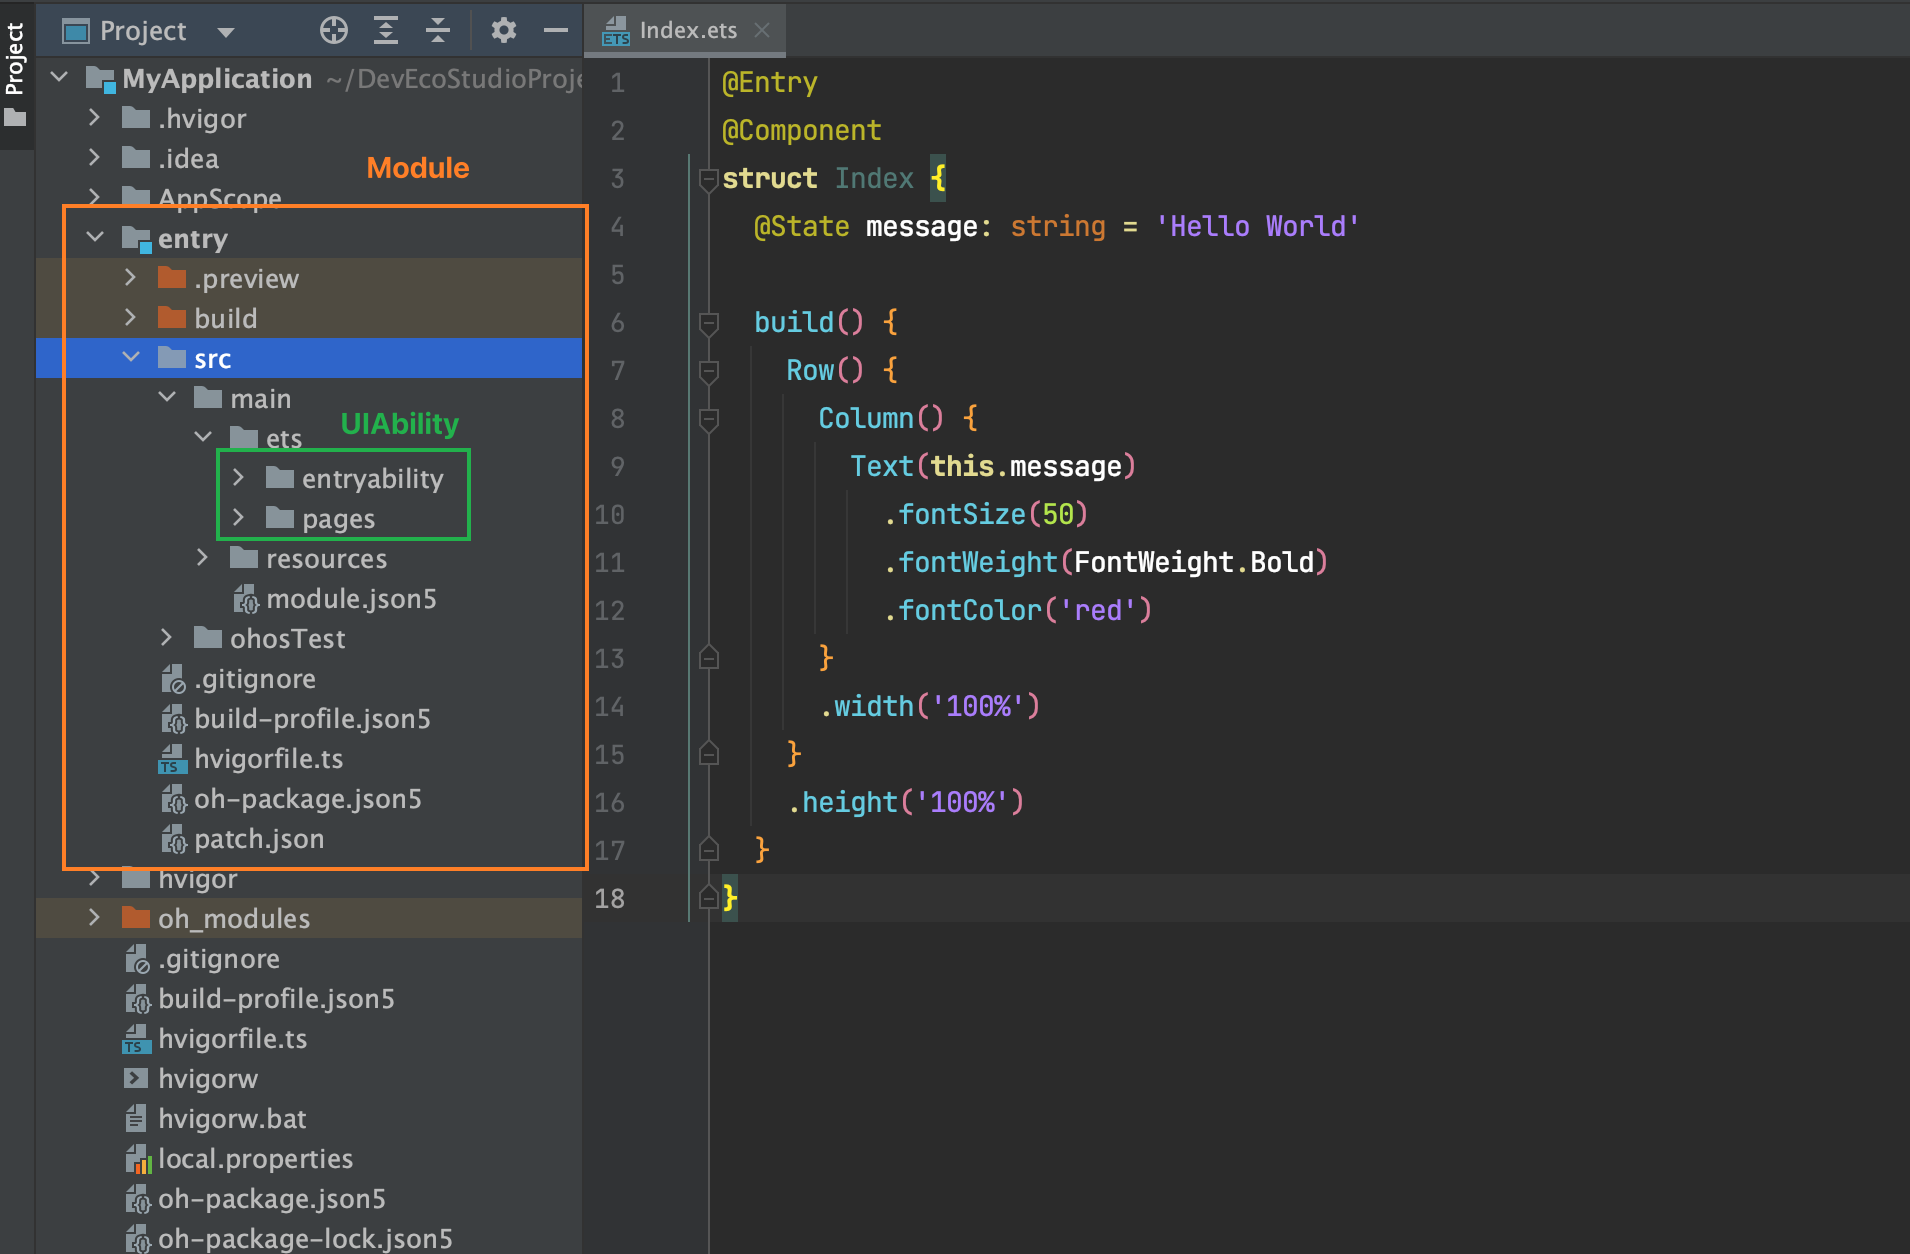 Project
Project
MyApplication ~/DevEcoStudioProje
.hvigor
.idea
Module
AppScope
entry
.preview
build
src
main
UIAbility
ets
entryability
pages
resources
module.json5
ohosTest
.gitignore
build-profile.json5
hvigorfile.ts
oh-package.json5
patch.json
hvigor
oh_modules
.gitignore
build-profile.json5
hvigorfile.ts
hvigorw
hvigorw.bat
local.properties
oh-package.json5
oh-package-lock.json5
Index.ets
1 @Entry
2 @Component
3 struct Index {
4 @State message: string = 'Hello World'
5
6 build() {
7 Row() {
8 Column() {
9 Text(this.message)
10 .fontSize(50)
11 .fontWeight(FontWeight.Bold)
12 .fontColor('red')
13 }
14 .width('100%')
15 }
16 .height('100%')
17 }
18 }